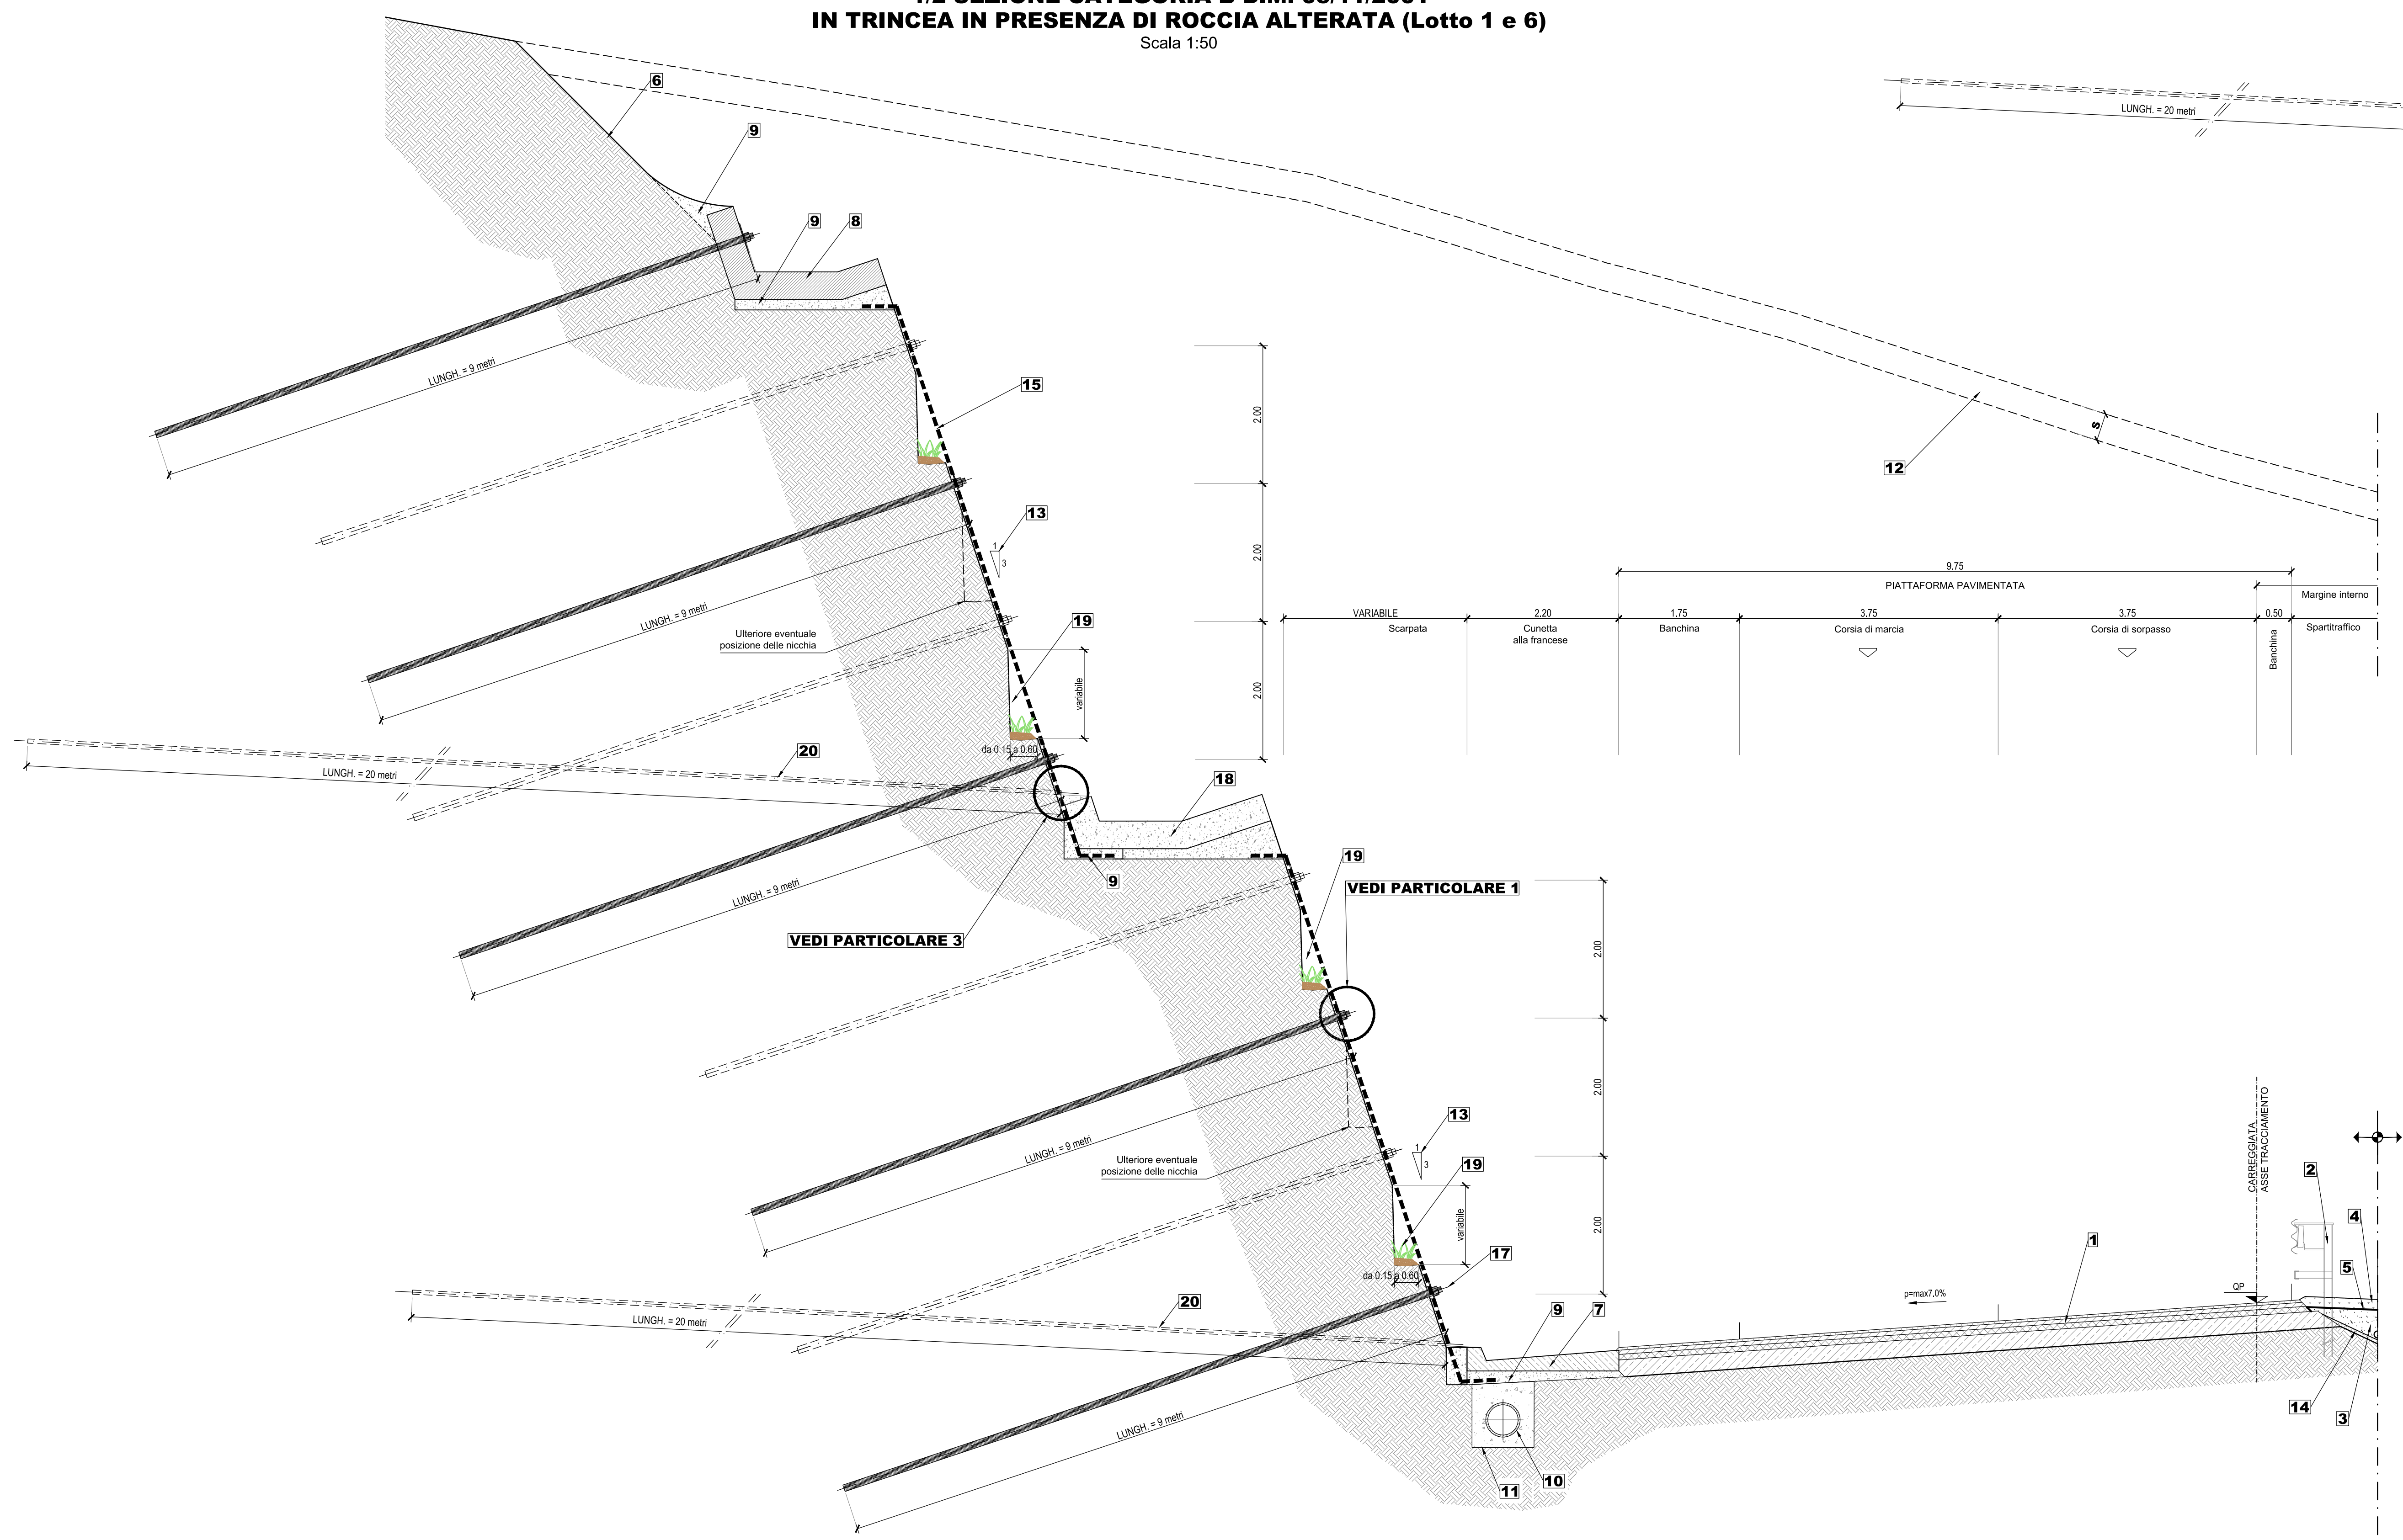 IN TRINCEA IN PRESENZA DI ROCCIA ALTERATA (Lotto 1 e 6)
Scala 1:50
6
9
LUNGH. = 20 metri
9
8
LUNGH. = 9 metri
15
2.00
S
12
13
1
3
2.00
9.75
PIATTAFORMA PAVIMENTATA
Margine interno
VARIABILE
2.20
1.75
3.75
3.75
0.50
Scarpata
Cunetta
alla francese
Banchina
Corsia di marcia
Corsia di sorpasso
Banchina
Spartitraffico
LUNGH. = 9 metri
Ulteriore eventuale
posizione delle nicchia
19
2.00
variabile
da 0.15 a 0.60
20
LUNGH. = 20 metri
18
9
LUNGH. = 9 metri
19
VEDI PARTICOLARE 1
VEDI PARTICOLARE 3
2.00
2.00
LUNGH. = 9 metri
13
1
3
Ulteriore eventuale
posizione delle nicchia
19
CARREGGIATA
ASSE TRACCIAMENTO
2
4
variabile
2.00
1
17
5
da 0.15 a 0.60
QP
p=max7,0%
20
LUNGH. = 20 metri
9
7
14
3
LUNGH. = 9 metri
10
11